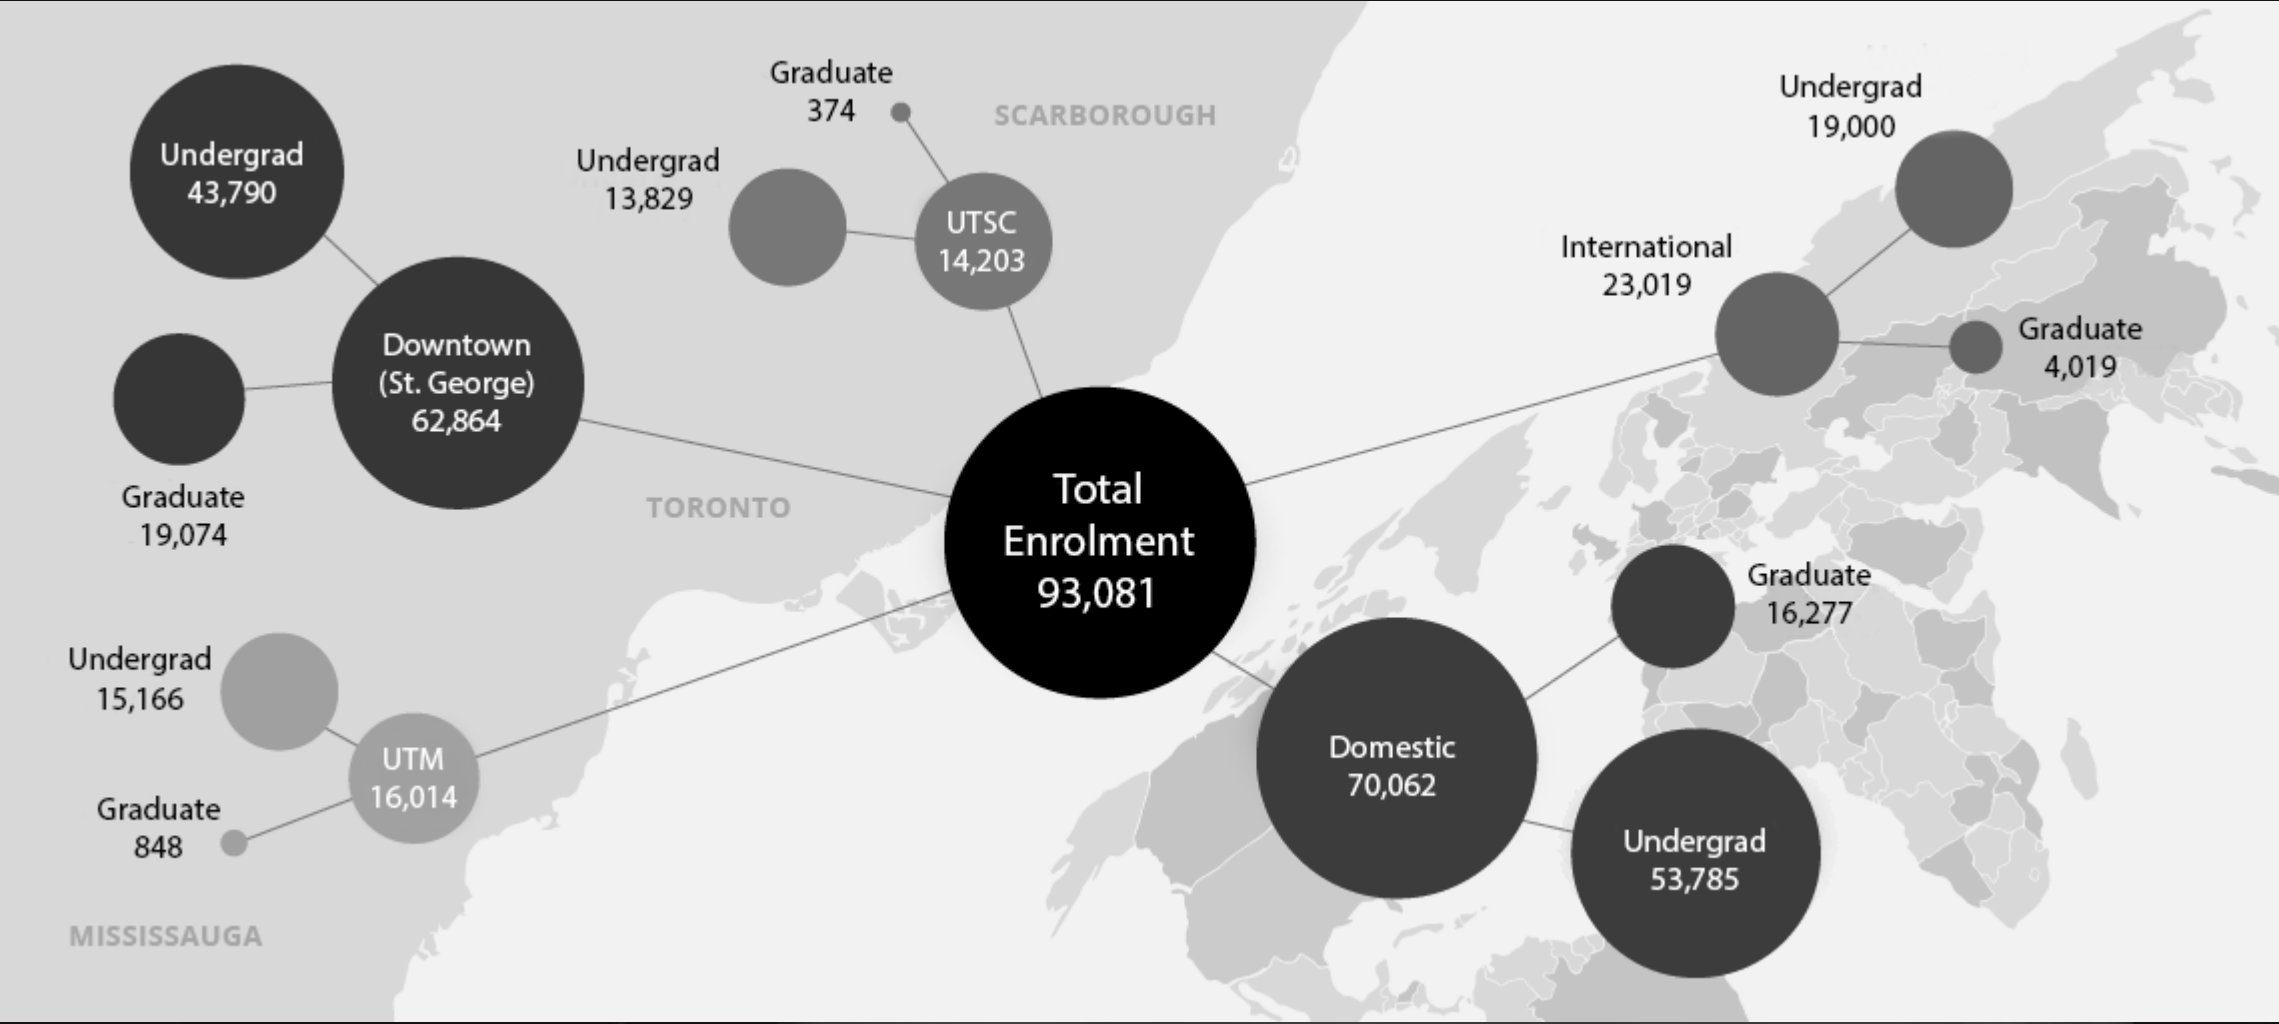 Undergrad
43,790
Downtown
(St. George)
62,864
Graduate
19,074
Graduate
374
Undergrad
13,829
UTSC
14,203
SCARBOROUGH
TORONTO
Undergrad
15,166
UTM
16,014
Graduate
848
MISSISSAUGA
Total
Enrolment
93,081
Undergrad
19,000
International
23,019
Graduate
4,019
Graduate
16,277
Domestic
70,062
Undergrad
53,785